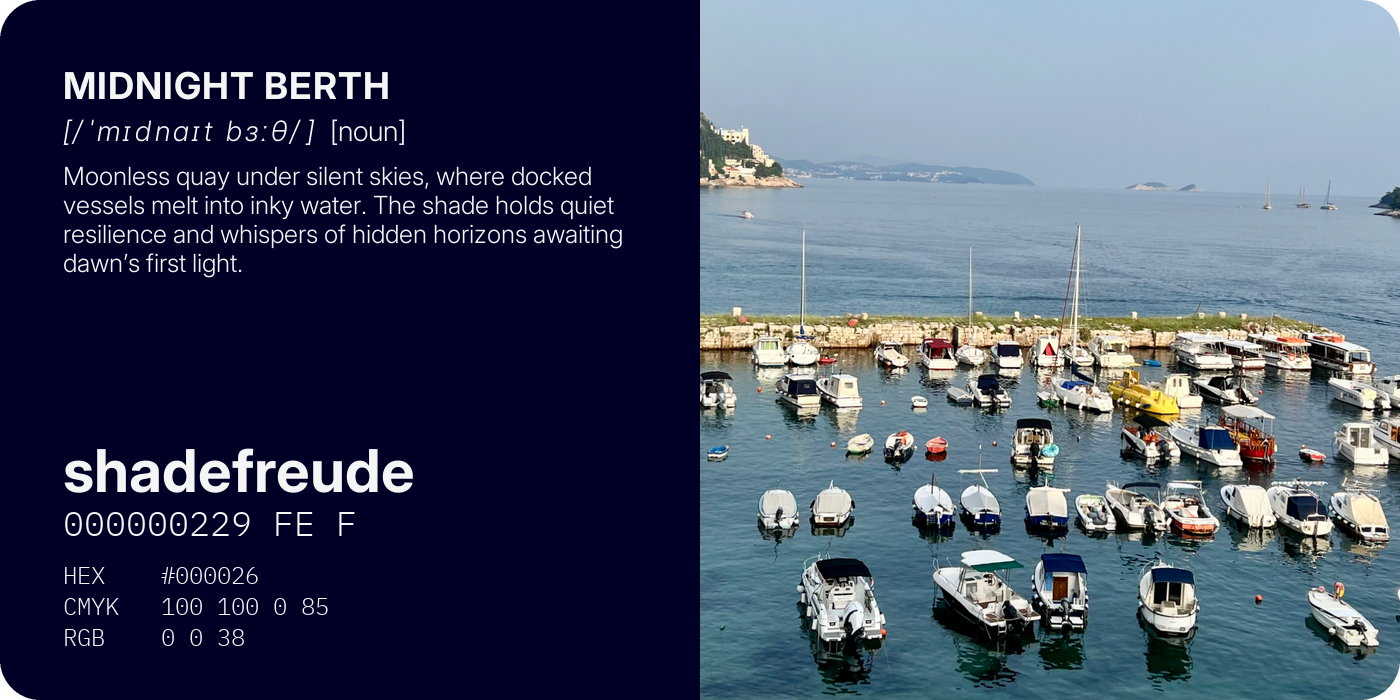 MIDNIGHT BERTH
[/ˈmɪdnaɪt bɜːθ/] [noun]
Moonless quay under silent skies, where docked
vessels melt into inky water. The shade holds quiet
resilience and whispers of hidden horizons awaiting
dawn’s first light.
shadefreude
000000229 FE F
HEX #000026
CMYK 100 100 0 85
RGB 0 0 38